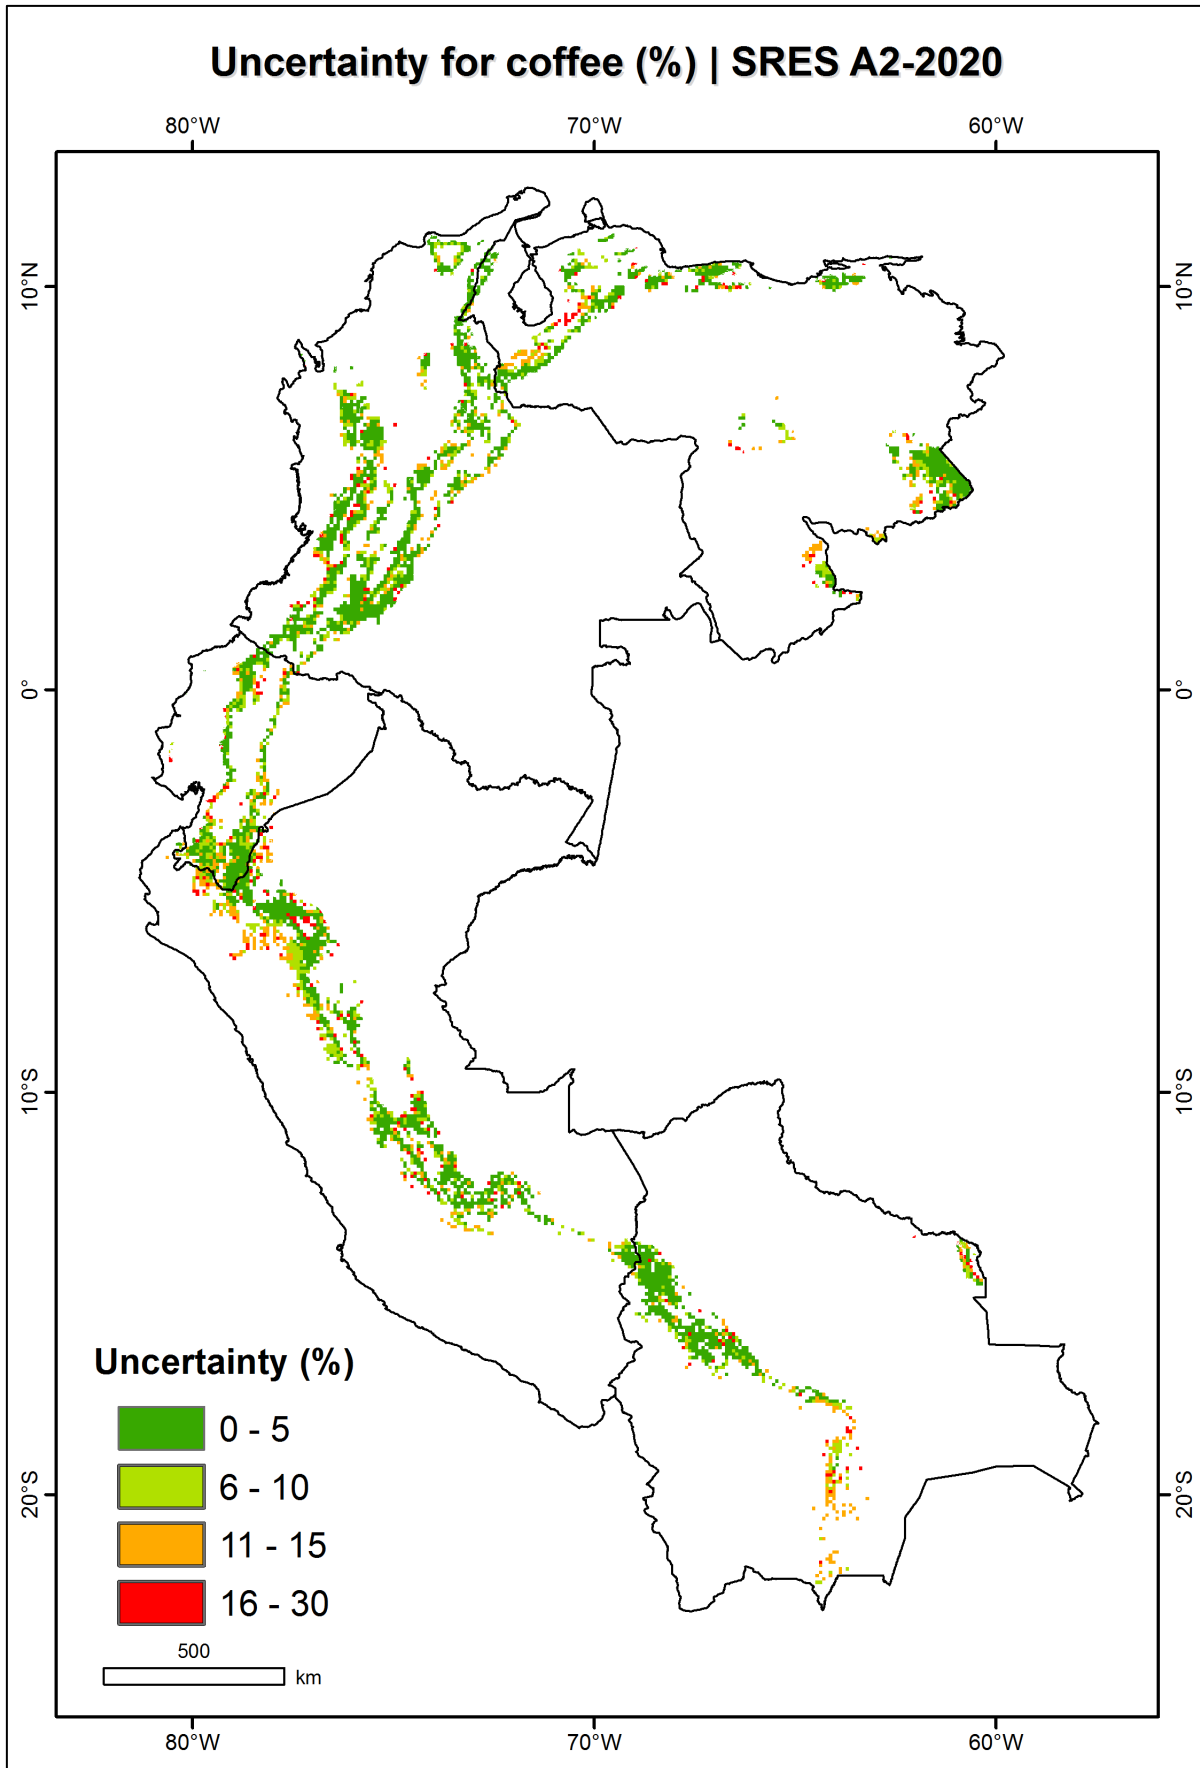 Uncertainty for coffee (%) | SRES A2-2020
80°W 70°W 60°W
10°N 10°N
0° 0°
10°S 10°S
20°S 20°S
Uncertainty (%)
0 - 5
6 - 10
11 - 15
16 - 30
500
km
80°W 70°W 60°W